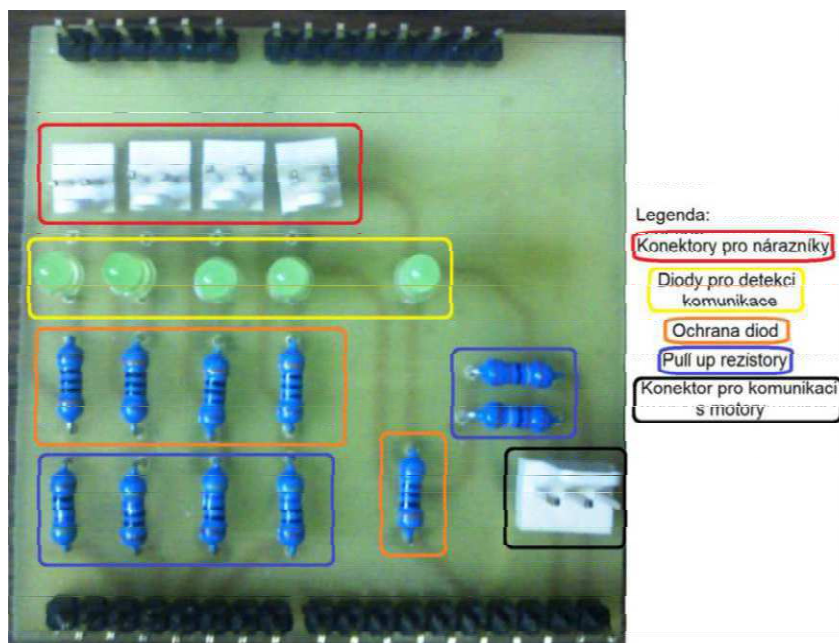 Legenda:
Konektory pro nárazníky
Diody pro detekci
komunikace
Ochrana diod
Pull up rezistory
Konektor pro komunikaci
s motory